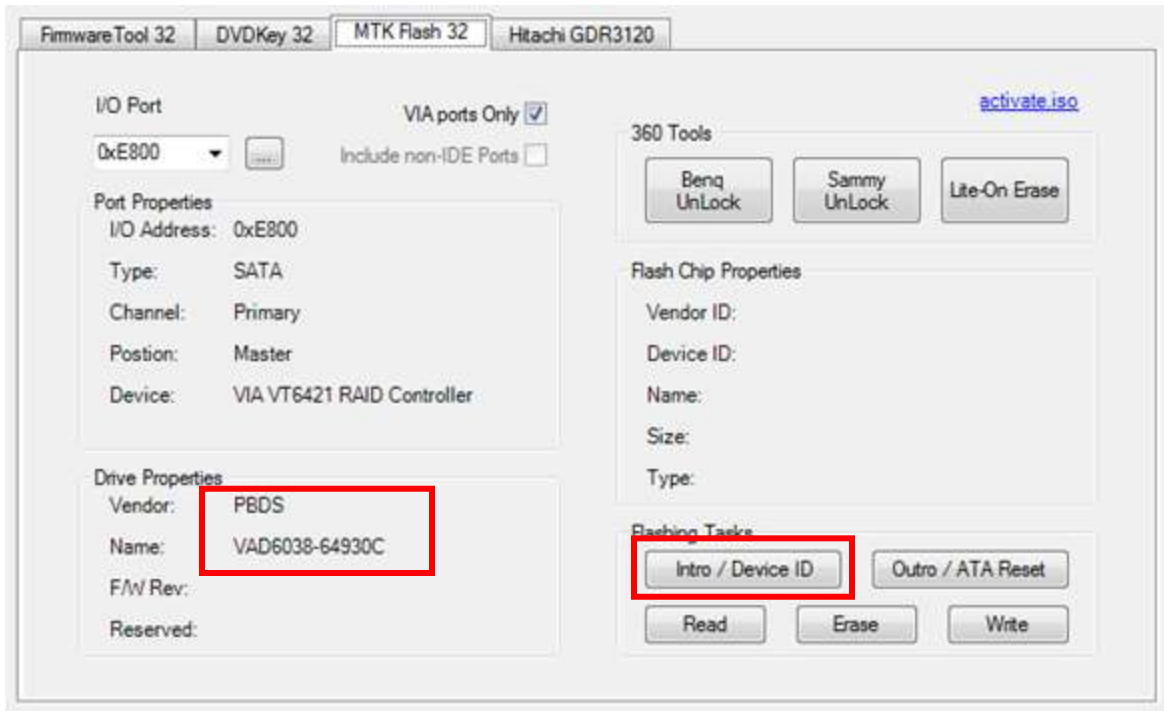 FirmwareTool 32 DVDKey 32 MTK Flash 32 Hitachi GDR3120
I/O Port
VIA ports Only
activate.iso
0xE800
...
Include non-IDE Ports
Port Properties
I/O Address: 0xE800
Type: SATA
Channel: Primary
Postion: Master
Device: VIA VT6421 RAID Controller
Drive Properties
Vendor: PBDS
Name: VAD6038-64930C
F/W Rev:
Reserved:
360 Tools
Benq
UnLock
Sammy
UnLock
Lite-On Erase
Flash Chip Properties
Vendor ID:
Device ID:
Name:
Size:
Type:
Flashing Tasks
Intro / Device ID Outro / ATA Reset
Read Erase Write